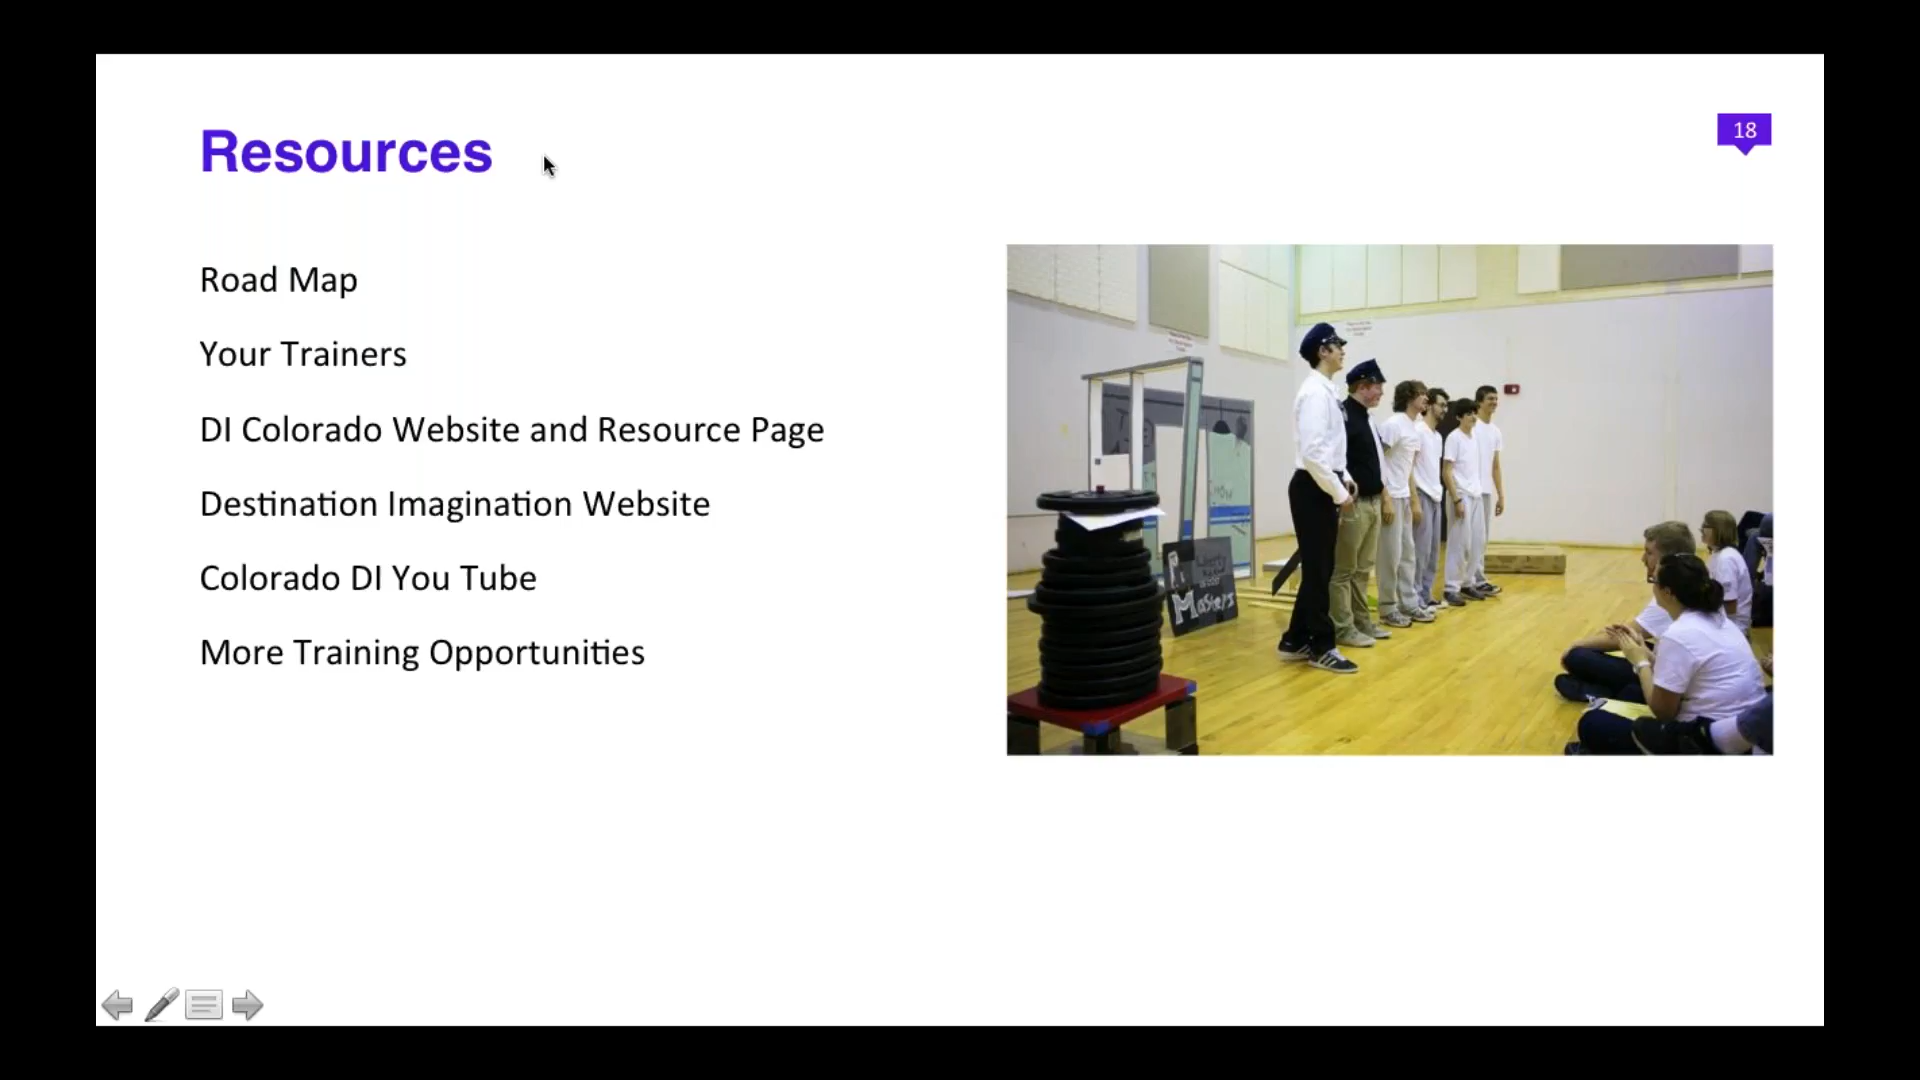 Resources
18
Road Map
Your Trainers
DI Colorado Website and Resource Page
Destination Imagination Website
Colorado DI You Tube
More Training Opportunities
Masters